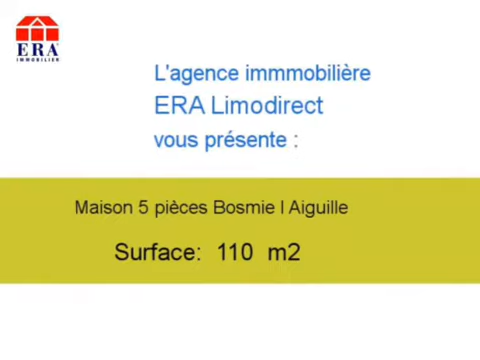 ERA
IMMOBILIER
L'agence immmobilière
ERA Limodirect
vous présente :
Maison 5 pièces Bosmie l Aiguille
Surface: 110 m2